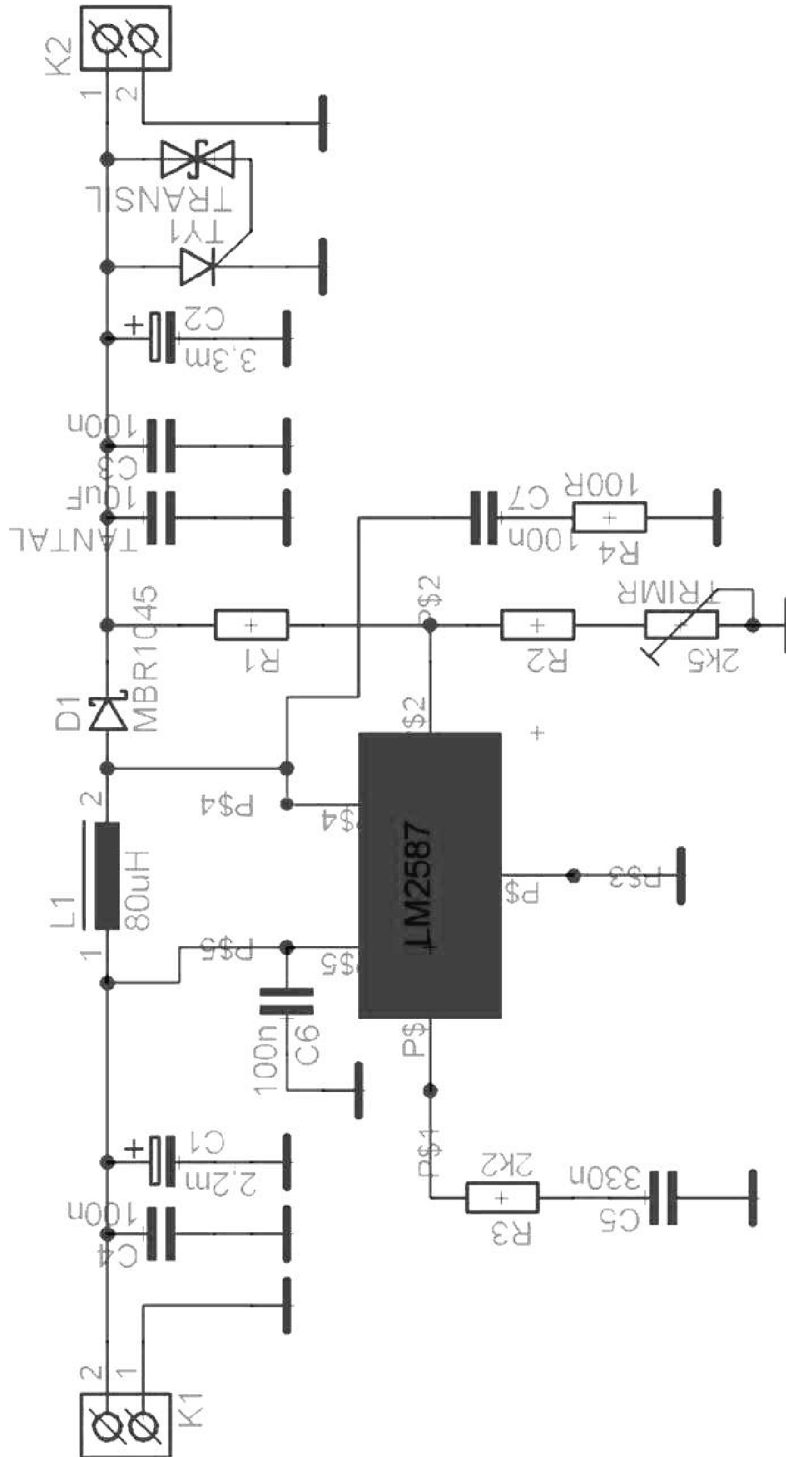 K2
1
2
TRANSIL
TY1
+
C2
3,3m
100n
C3
10uF
TANTAL
100R
C7
100n
R4
TRIMR
P$2
MBR1045
D1
R1
R2
2k5
$2
+
2
P$4
$4
L1
80uH
LM2587
P$
P$3
1
P$5
$5
100n
C6
P$
+
C1
2,2m
P$1
2k2
330n
R3
C5
100n
C4
2
1
K1